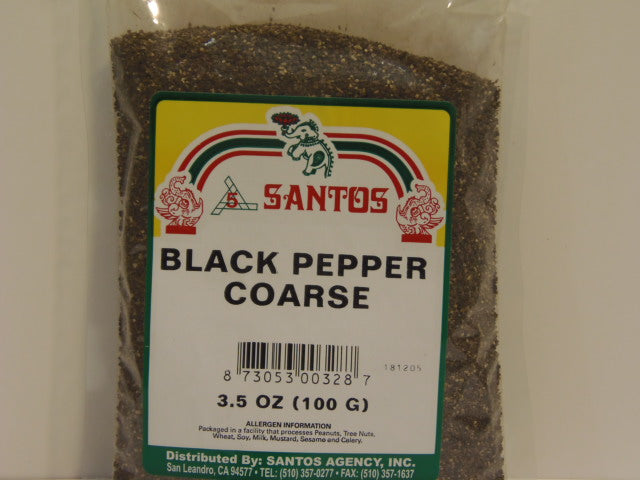 5 SANTOS
BLACK PEPPER
COARSE
8 73053 00328 7
181205
3.5 OZ (100 G)
ALLERGEN INFORMATION
Packaged in a facility that processes Peanuts, Tree Nuts,
Wheat, Soy, Milk, Mustard, Sesame and Celery.
Distributed By: SANTOS AGENCY, INC.
San Leandro, CA 94577 • TEL: (510) 357-0277 • FAX: (510) 357-1637